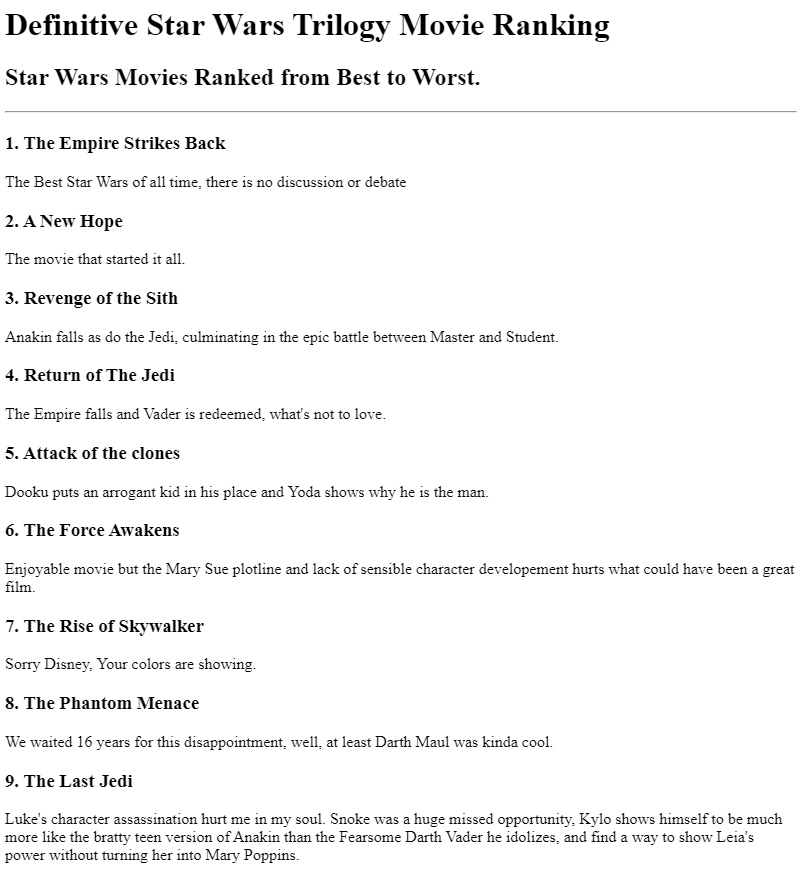 Definitive Star Wars Trilogy Movie Ranking
Star Wars Movies Ranked from Best to Worst.
1. The Empire Strikes Back
The Best Star Wars of all time, there is no discussion or debate
2. A New Hope
The movie that started it all.
3. Revenge of the Sith
Anakin falls as do the Jedi, culminating in the epic battle between Master and Student.
4. Return of The Jedi
The Empire falls and Vader is redeemed, what's not to love.
5. Attack of the clones
Dooku puts an arrogant kid in his place and Yoda shows why he is the man.
6. The Force Awakens
Enjoyable movie but the Mary Sue plotline and lack of sensible character developement hurts what could have been a great
film.
7. The Rise of Skywalker
Sorry Disney, Your colors are showing.
8. The Phantom Menace
We waited 16 years for this disappointment, well, at least Darth Maul was kinda cool.
9. The Last Jedi
Luke's character assassination hurt me in my soul. Snoke was a huge missed opportunity, Kylo shows himself to be much
more like the bratty teen version of Anakin than the Fearsome Darth Vader he idolizes, and find a way to show Leia's
power without turning her into Mary Poppins.